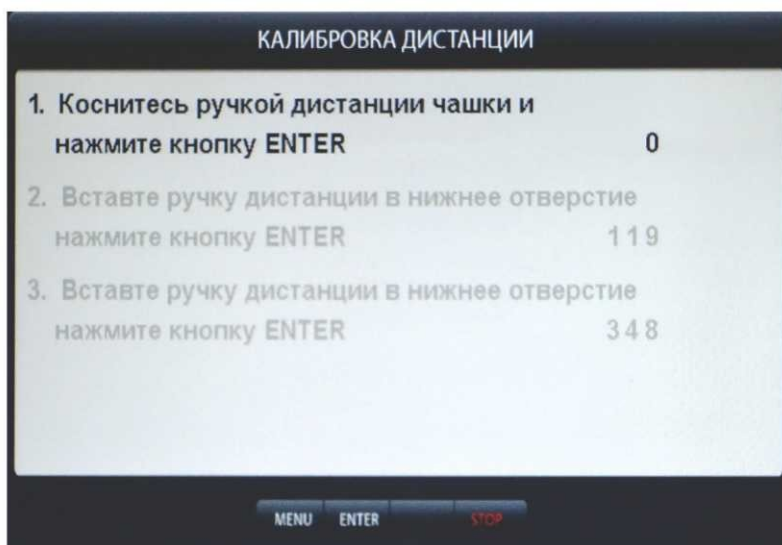 КАЛИБРОВКА ДИСТАНЦИИ
1. Коснитесь ручкой дистанции чашки и
нажмите кнопку ENTER 0
2. Вставте ручку дистанции в нижнее отверстие
нажмите кнопку ENTER 119
3. Вставте ручку дистанции в нижнее отверстие
нажмите кнопку ENTER 348
MENU ENTER STOP